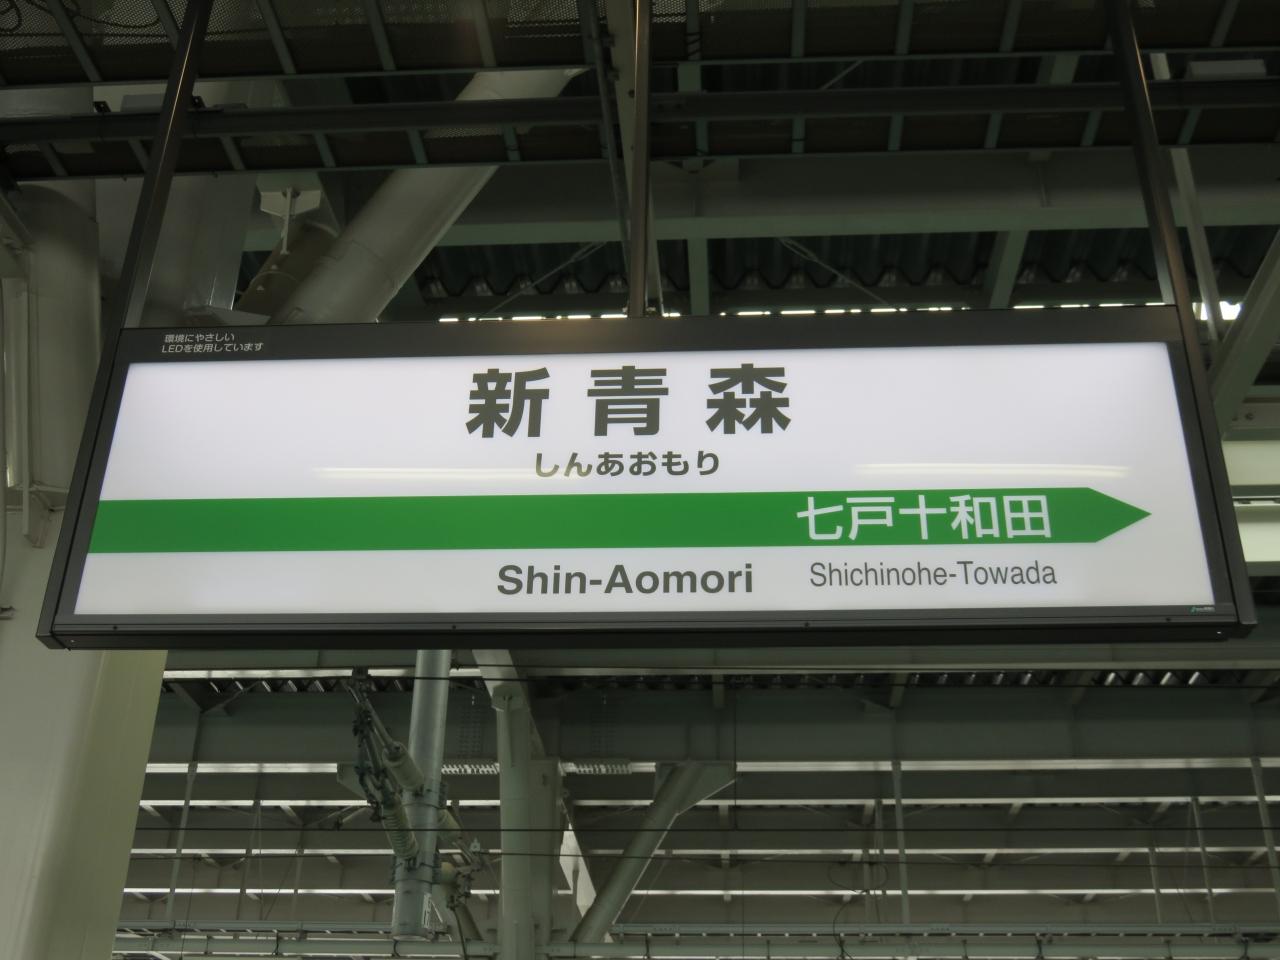 環境にやさしい
LEDを使用しています
新青森
しんあおもり
七戸十和田
Shin-Aomori
Shichinohe-Towada